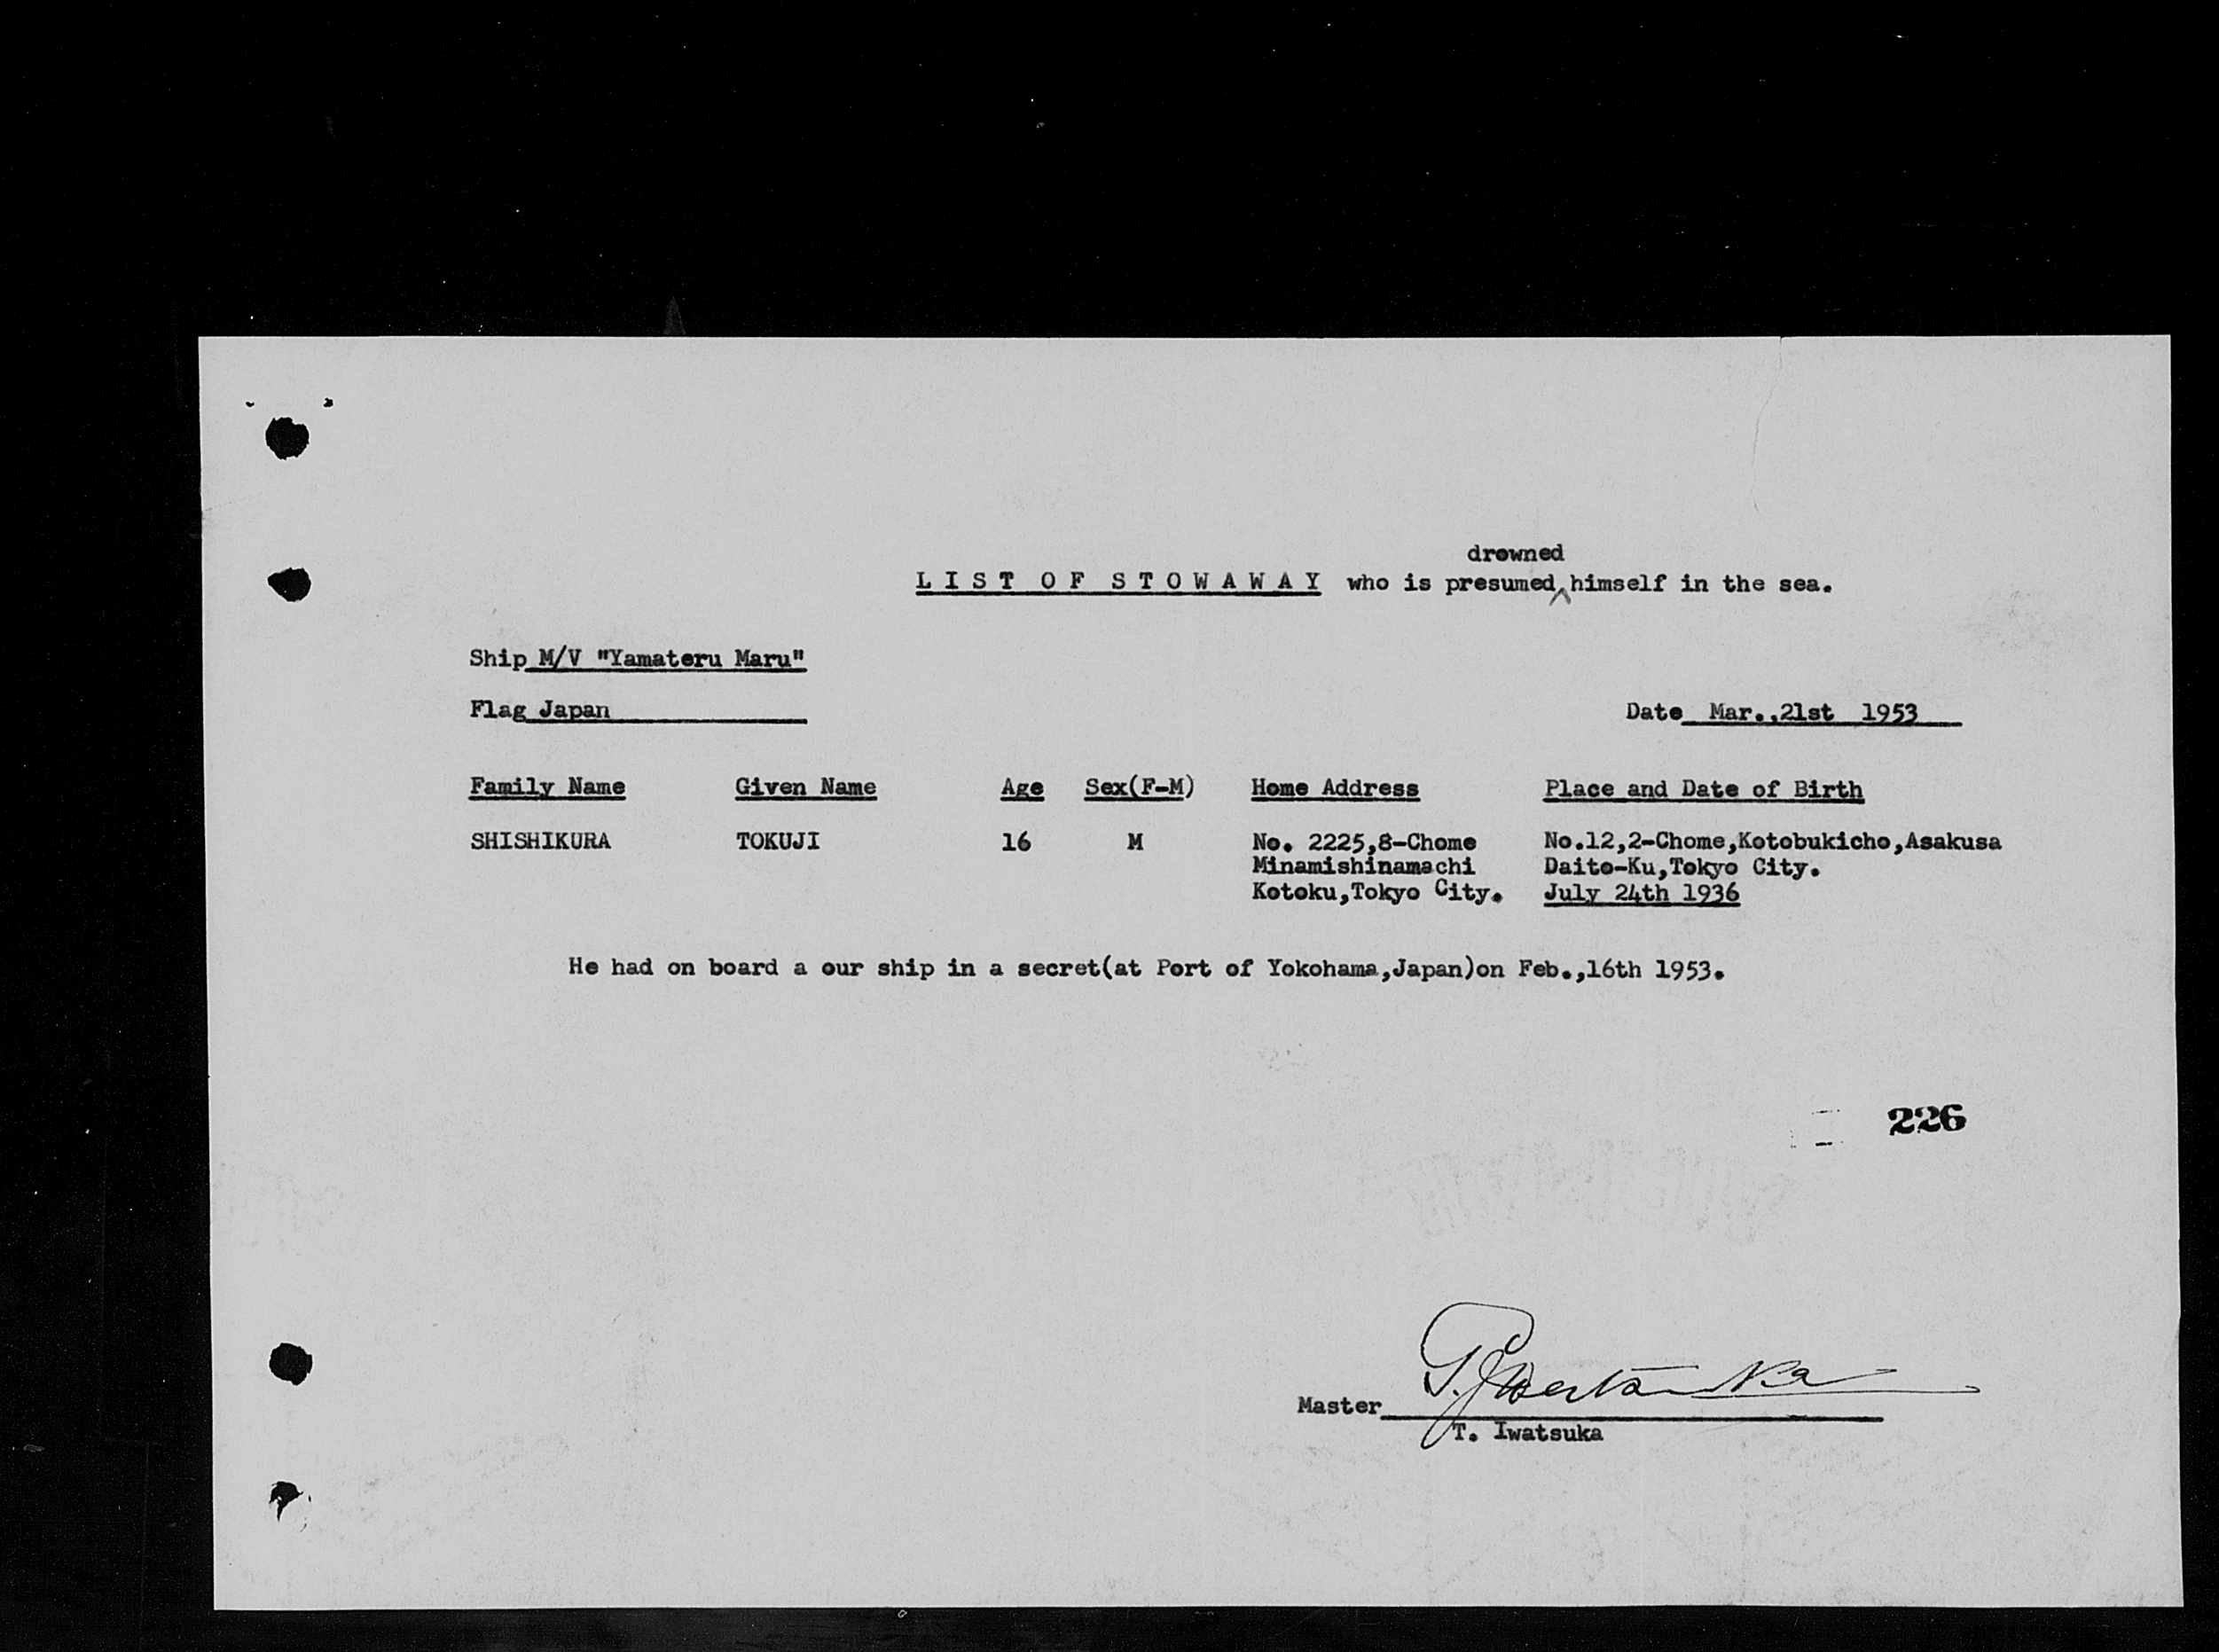 drowned
LIST OF STOWAWAY who is presumed^himself in the sea.
Ship M/V "Yamateru Maru"
Flag Japan
Date Mar.,21st 1953
Family Name Given Name Age Sex(F-M) Home Address Place and Date of Birth
SHISHIKURA TOKUJI 16 M No. 2225,8-Chome No.12,2-Chome,Kotobukicho,Asakusa
Minamishinamachi Daito-Ku,Tokyo City.
Kotoku,Tokyo City. July 24th 1936
He had on board a our ship in a secret(at Port of Yokohama,Japan)on Feb.,16th 1953.
226
T. Iwatsuka
Master
T. Iwatsuka